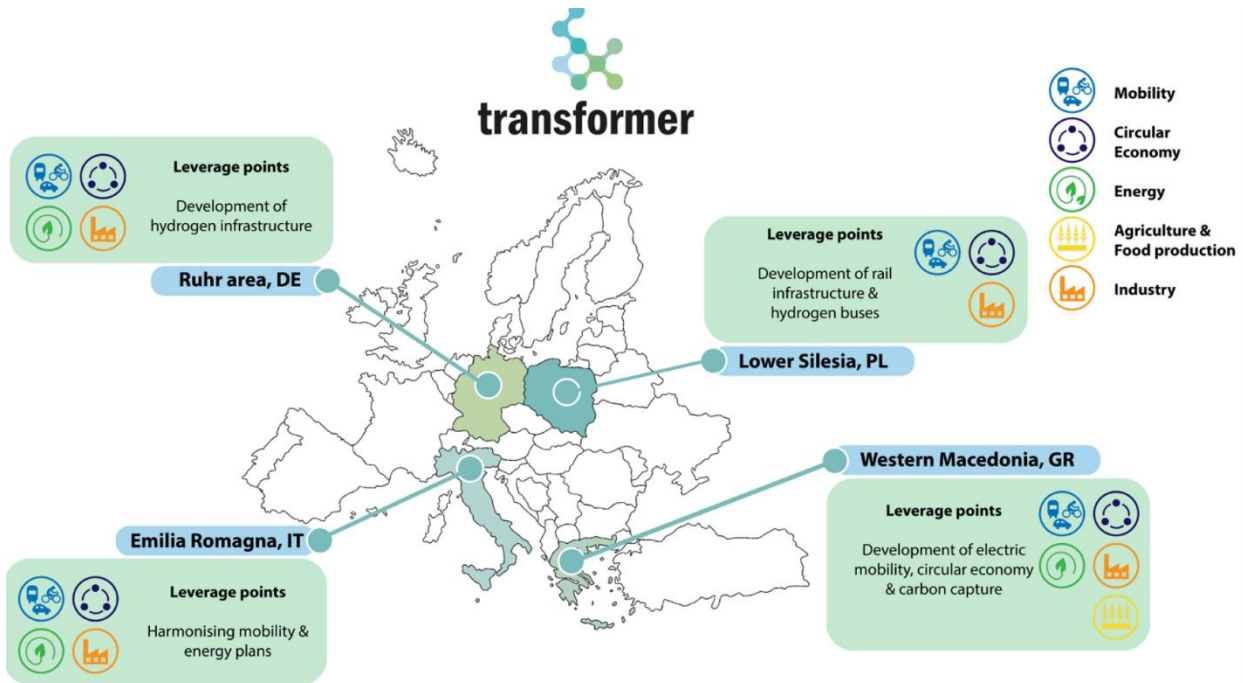 transformer
Mobility
Circular
Economy
Energy
Agriculture &
Food production
Industry
Leverage points
Development of
hydrogen infrastructure
Ruhr area, DE
Leverage points
Development of rail
infrastructure &
hydrogen buses
Lower Silesia, PL
Western Macedonia, GR
Leverage points
Development of electric
mobility, circular economy
& carbon capture
Emilia Romagna, IT
Leverage points
Harmonising mobility &
energy plans